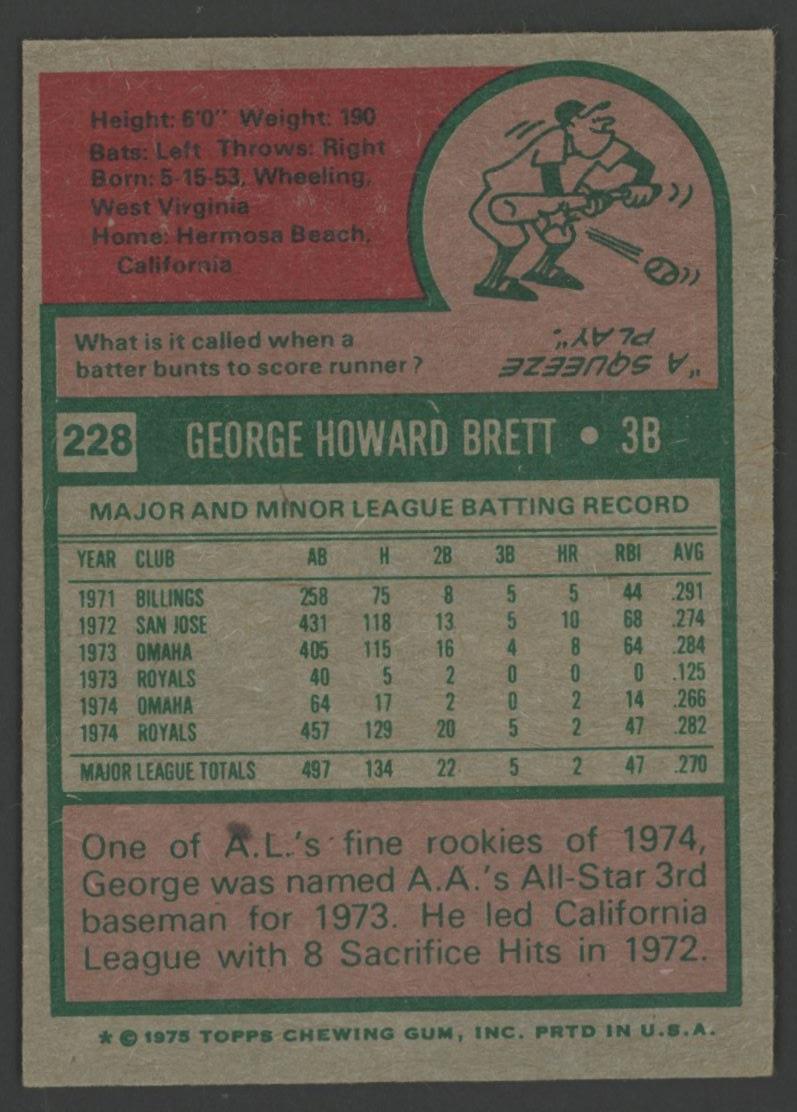 Height: 6'0" Weight: 190
Bats: Left Throws: Right
Born: 5-15-53, Wheeling,
West Virginia
Home: Hermosa Beach,
California
What is it called when a
batter bunts to score runner?
"A SQUEEZE
PLAY".
228 GEORGE HOWARD BRETT • 3B
MAJOR AND MINOR LEAGUE BATTING RECORD
YEAR CLUB AB H 2B 3B HR RBI AVG
1971 BILLINGS 258 75 8 5 5 44 .291
1972 SAN JOSE 431 118 13 5 10 68 .274
1973 OMAHA 405 115 16 4 8 64 .284
1973 ROYALS 40 5 2 0 0 0 .125
1974 OMAHA 64 17 2 0 2 14 .266
1974 ROYALS 457 129 20 5 2 47 .282
MAJOR LEAGUE TOTALS 497 134 22 5 2 47 .270
One of A.L.'s fine rookies of 1974,
George was named A.A.'s All-Star 3rd
baseman for 1973. He led California
League with 8 Sacrifice Hits in 1972.
* © 1975 TOPPS CHEWING GUM, INC. PRTD IN U.S.A.